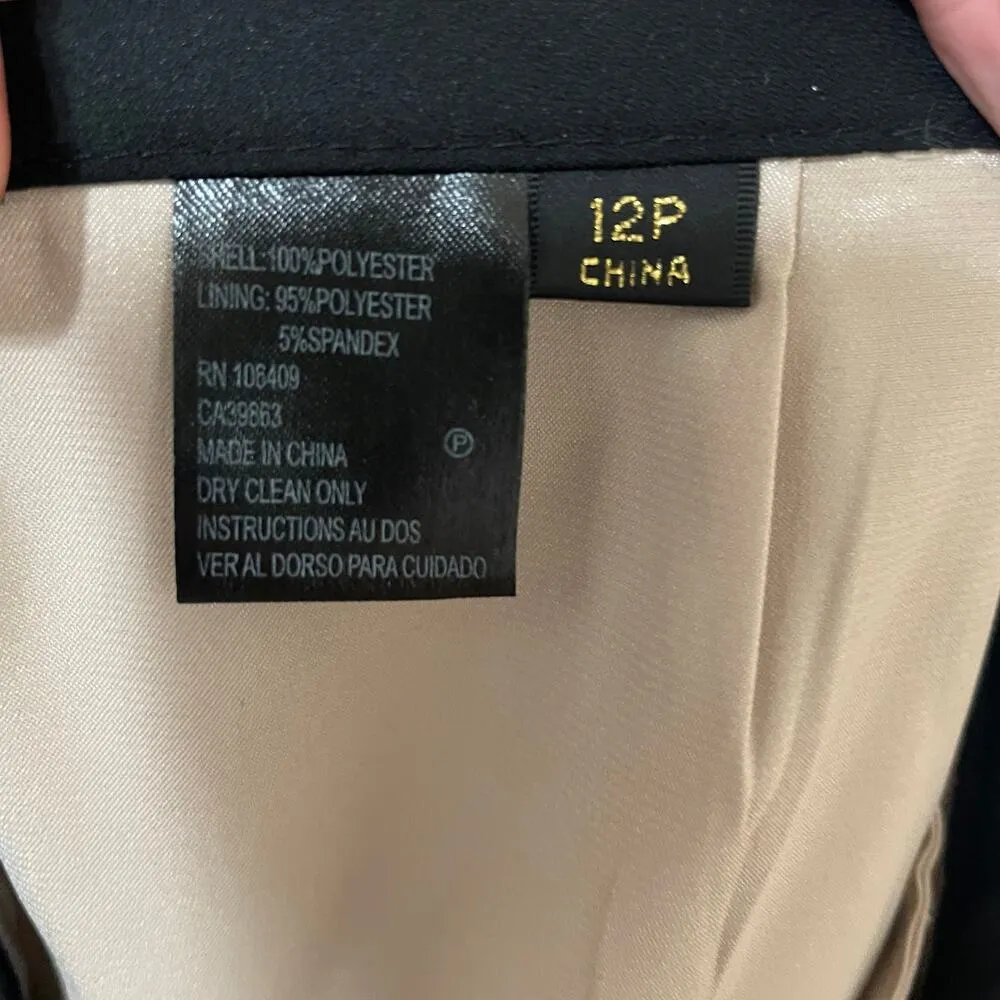 SHELL:100%POLYESTER
LINING: 95%POLYESTER
5%SPANDEX
RN 106409
CA39863
MADE IN CHINA
P
DRY CLEAN ONLY
INSTRUCTIONS AU DOS
VER AL DORSO PARA CUIDADO
12P
CHINA